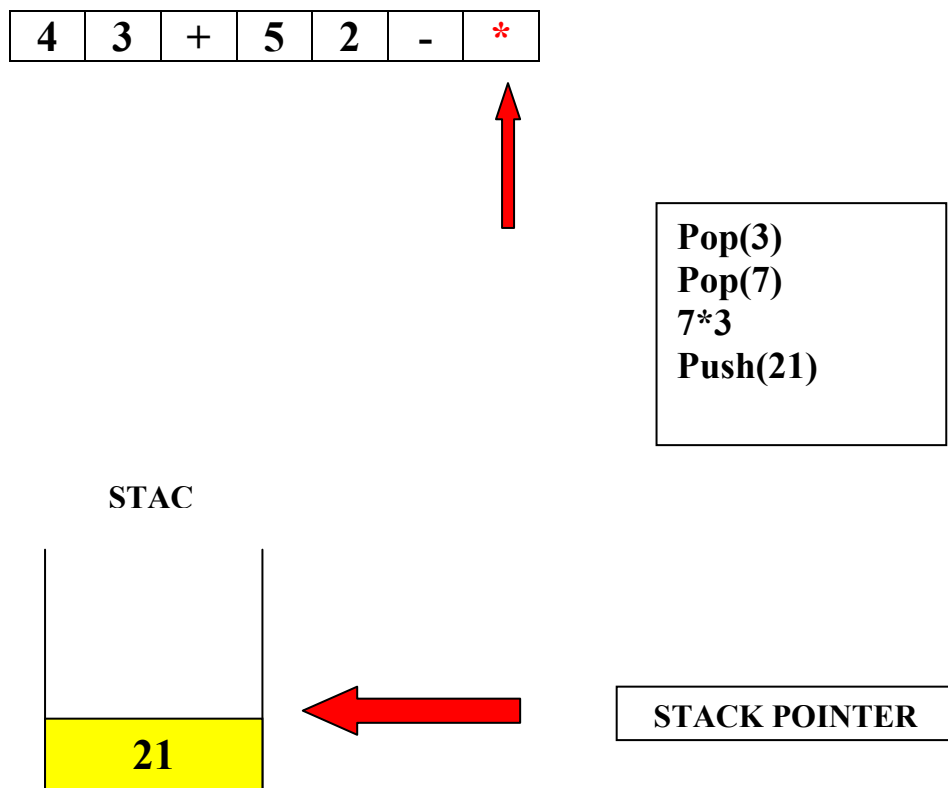 4 3 + 5 2 - *
Pop(3)
Pop(7)
7*3
Push(21)
STAC
STACK POINTER
21